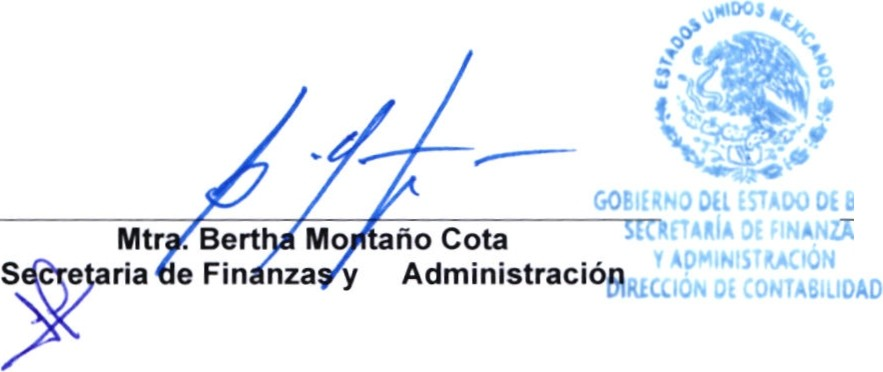 ESTADOS UNIDOS MEXICANOS
GOBIERNO DEL ESTADO DE B
SECRETARÍA DE FINANZA
Y ADMINISTRACIÓN
DIRECCIÓN DE CONTABILIDAD
Mtra. Bertha Montaño Cota
Secretaria de Finanzas y Administración